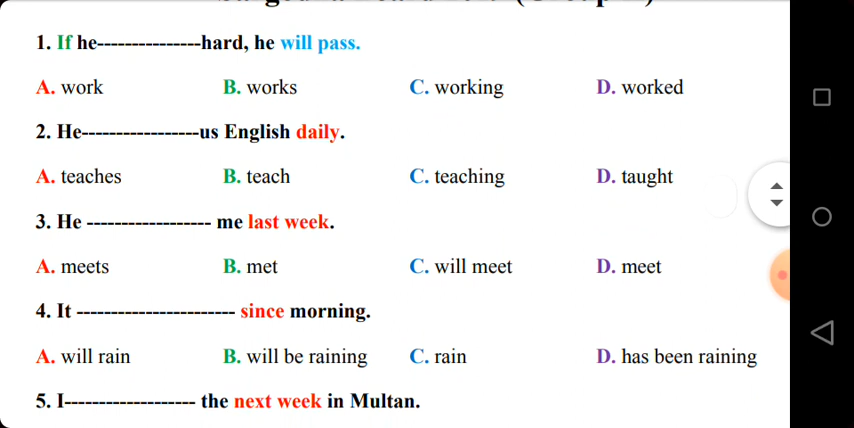 1. If he---------------hard, he will pass.
A. work B. works C. working D. worked
2. He-----------------us English daily.
A. teaches B. teach C. teaching D. taught
3. He ------------------ me last week.
A. meets B. met C. will meet D. meet
4. It ----------------------- since morning.
A. will rain B. will be raining C. rain D. has been raining
5. I------------------- the next week in Multan.